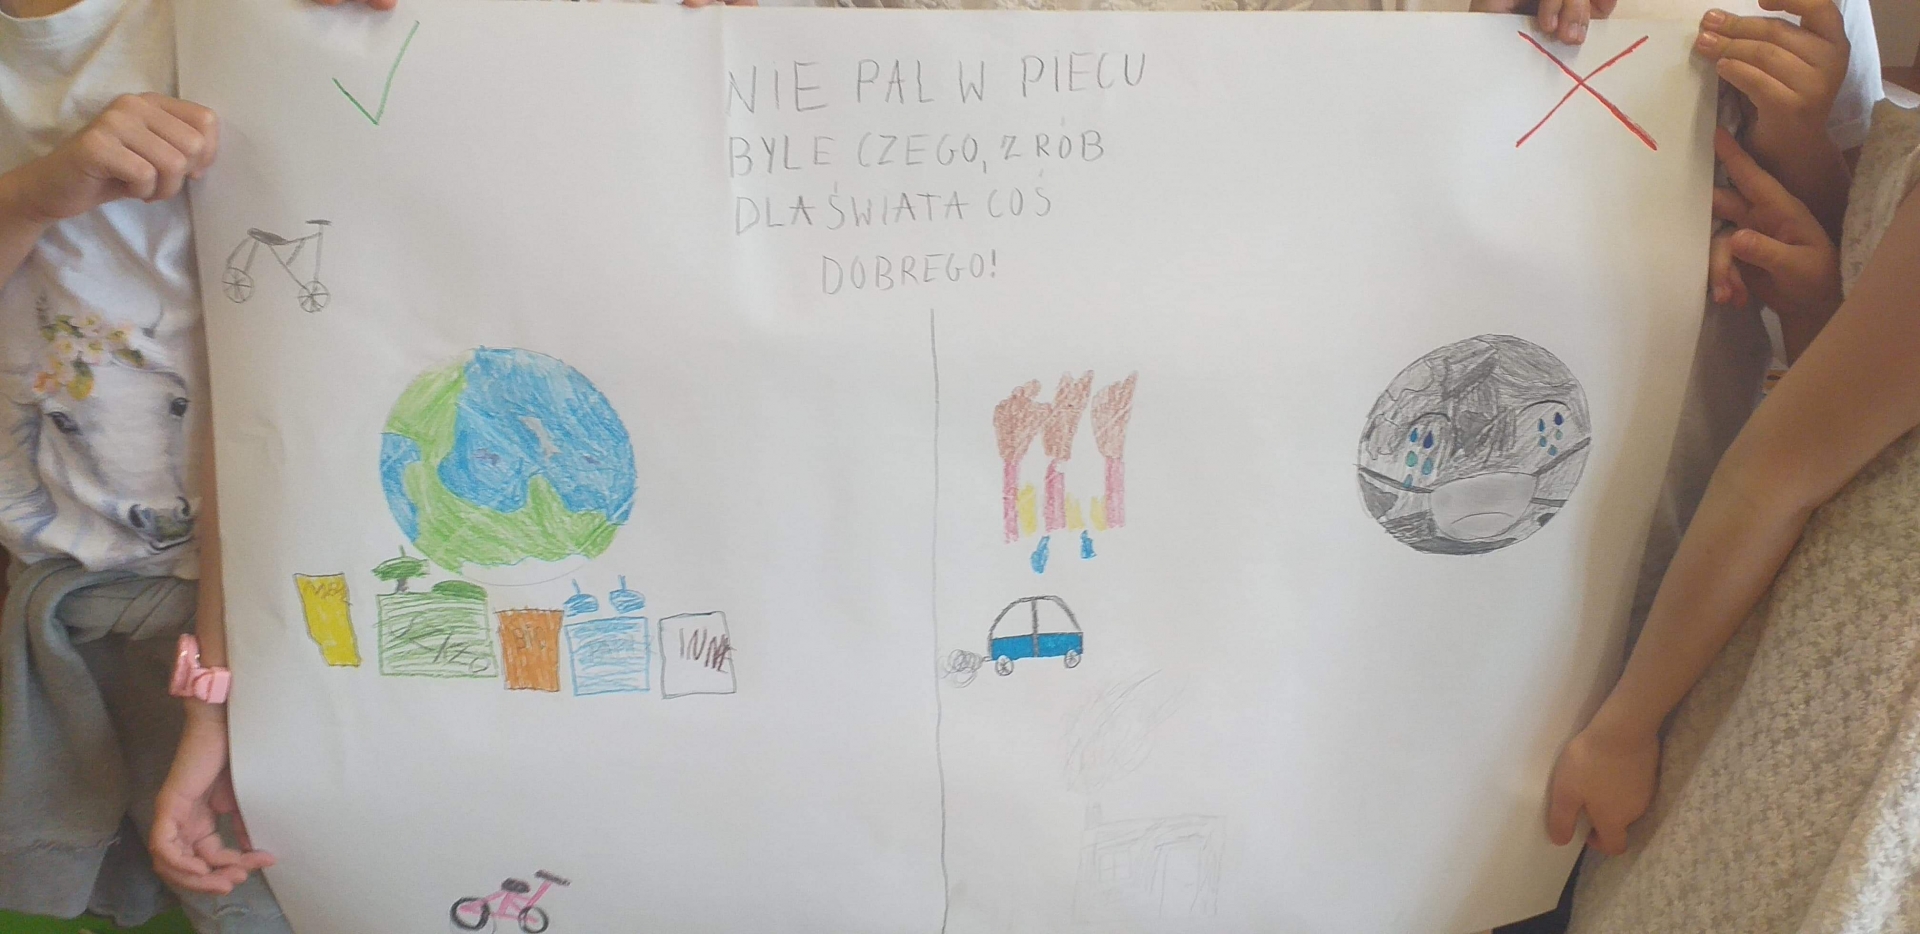 NIE PAL W PIECU
BYLE CZEGO, ZRÓB
DLA ŚWIATA COŚ
DOBREGO!